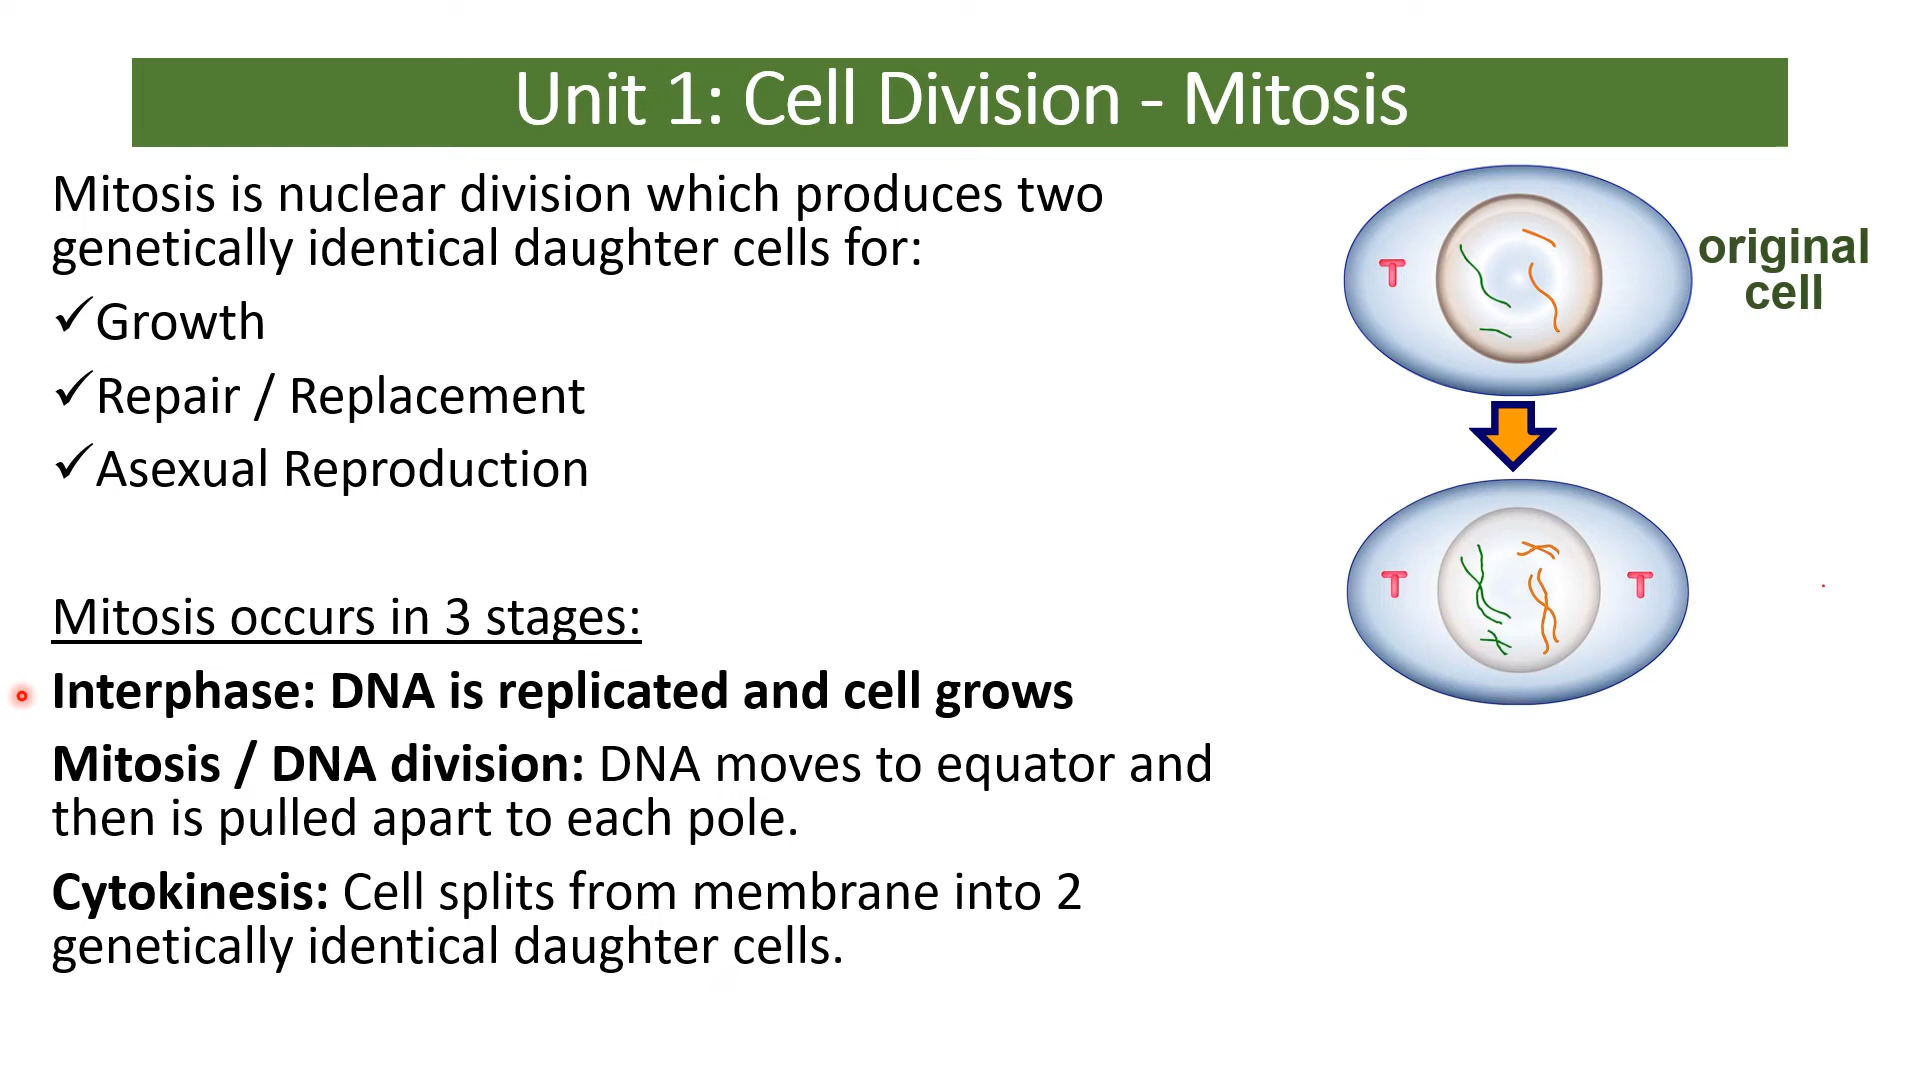 Unit 1: Cell Division - Mitosis
Mitosis is nuclear division which produces two
genetically identical daughter cells for:
✓Growth
✓Repair / Replacement
✓Asexual Reproduction
Mitosis occurs in 3 stages:
Interphase: DNA is replicated and cell grows
Mitosis / DNA division: DNA moves to equator and
then is pulled apart to each pole.
Cytokinesis: Cell splits from membrane into 2
genetically identical daughter cells.
original
cell